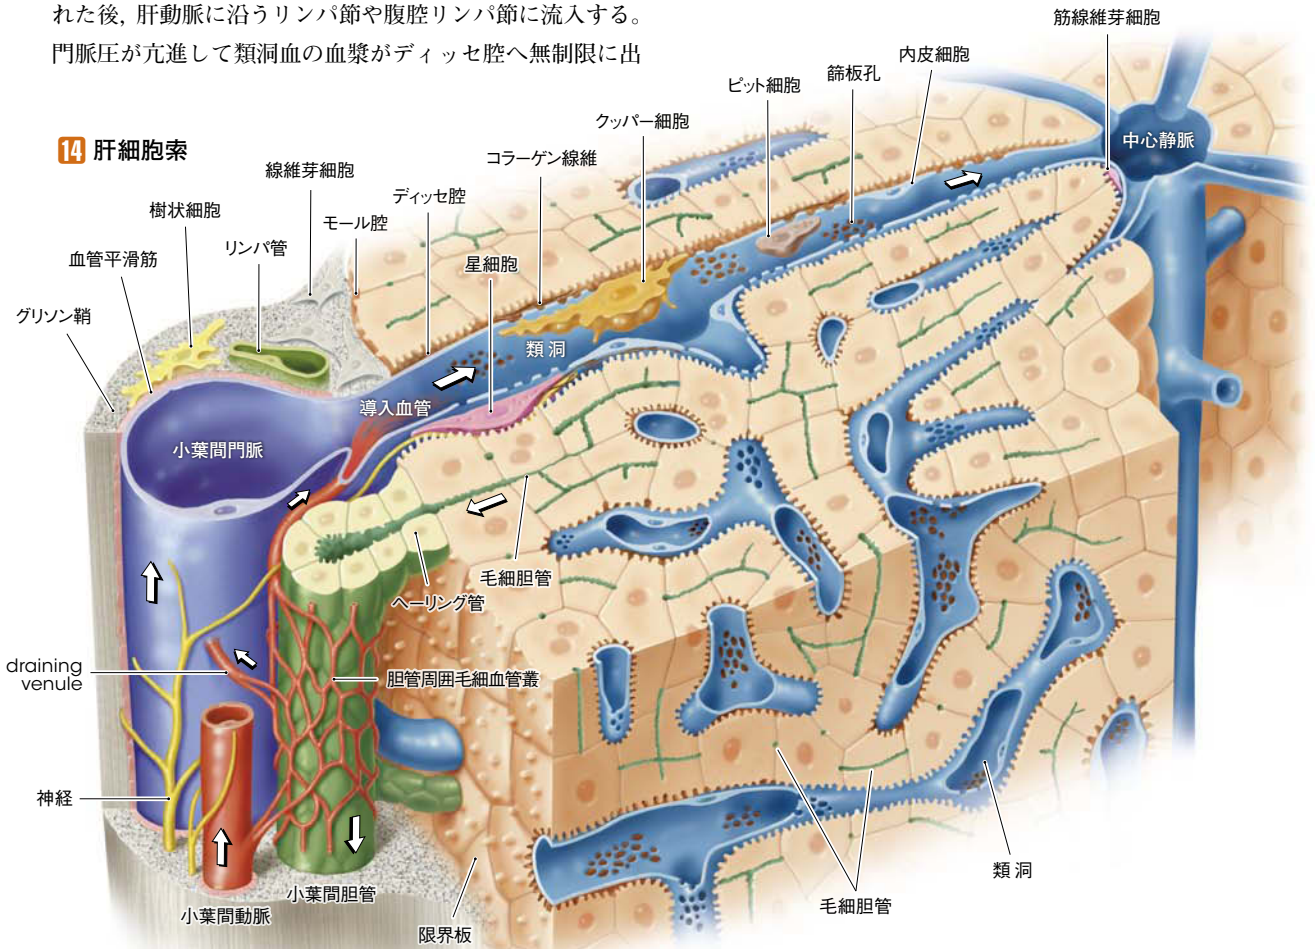 れた後，肝動脈に沿うリンパ節や腹腔リンパ節に流入する。
門脈圧が亢進して類洞血の血漿がディッセ腔へ無制限に出
14 肝細胞索
筋線維芽細胞
内皮細胞
篩板孔
ピット細胞
クッパー細胞
コラーゲン線維
中心静脈
線維芽細胞
ディッセ腔
樹状細胞
モール腔
リンパ管
星細胞
血管平滑筋
グリソン鞘
類洞
導入血管
小葉間門脈
毛細胆管
ヘーリング管
draining
venule
胆管周囲毛細血管叢
神経
類洞
小葉間胆管
毛細胆管
小葉間動脈
限界板